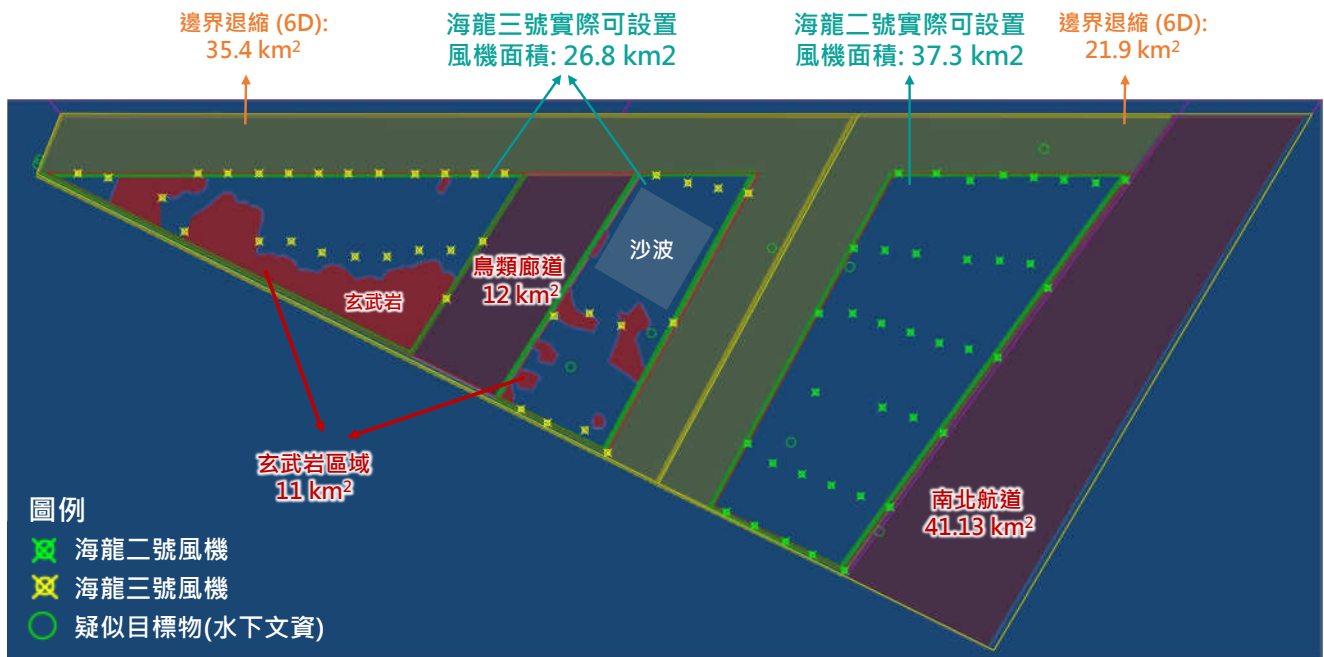 邊界退縮 (6D):
35.4 km²
海龍三號實際可設置
風機面積: 26.8 km2
海龍二號實際可設置
風機面積: 37.3 km2
邊界退縮 (6D):
21.9 km²
沙波
鳥類廊道
12 km²
玄武岩
玄武岩區域
11 km²
南北航道
41.13 km²
圖例
海龍二號風機
海龍三號風機
疑似目標物(水下文資)